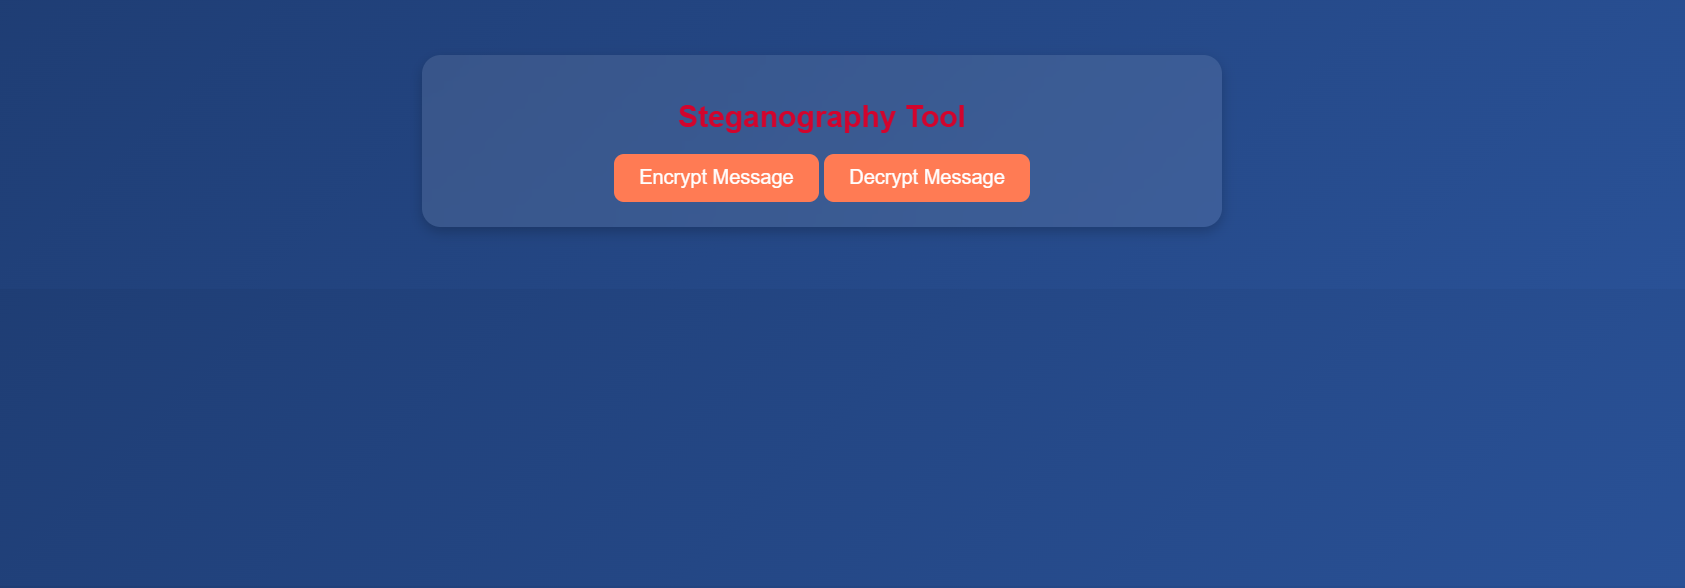 Steganography Tool
Encrypt Message Decrypt Message